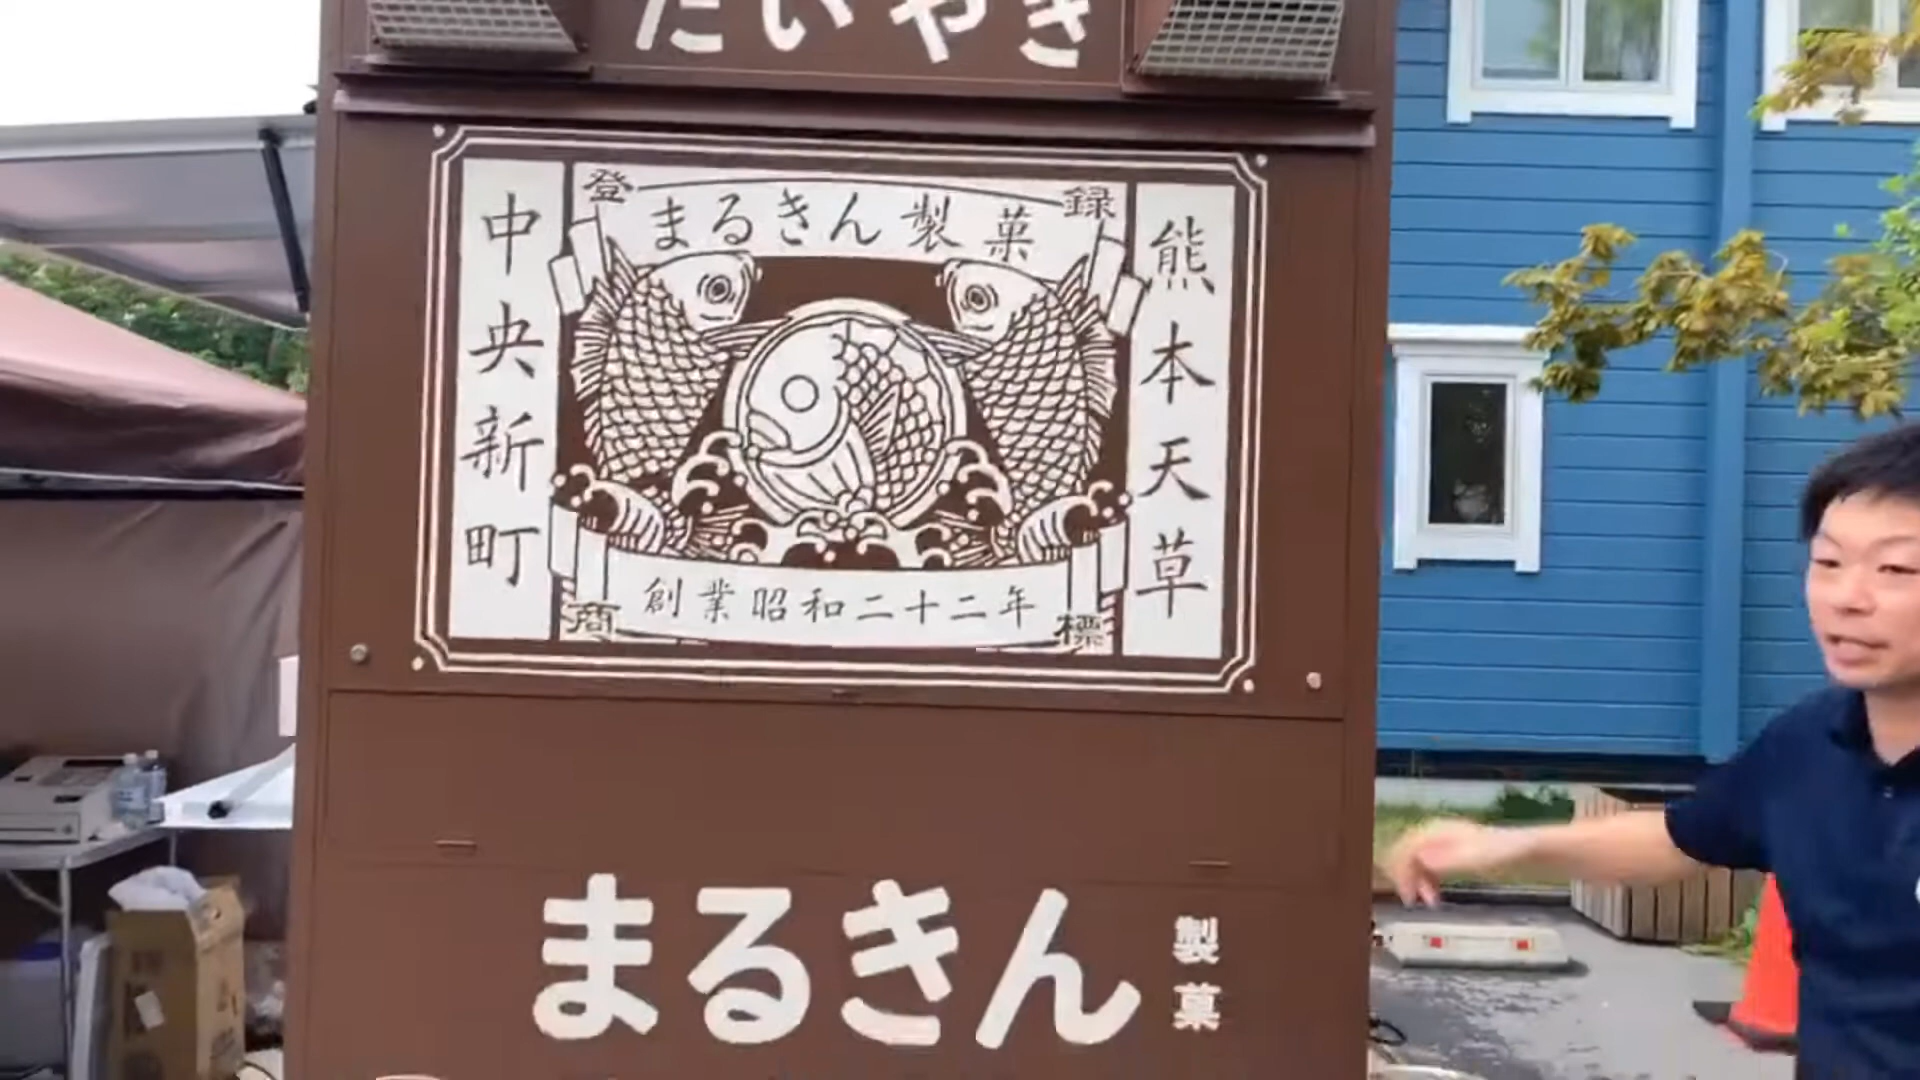 たいやき
登録
まるきん製菓
熊本天草
中央新町
創業昭和二十二年
商標
まるきん
製菓